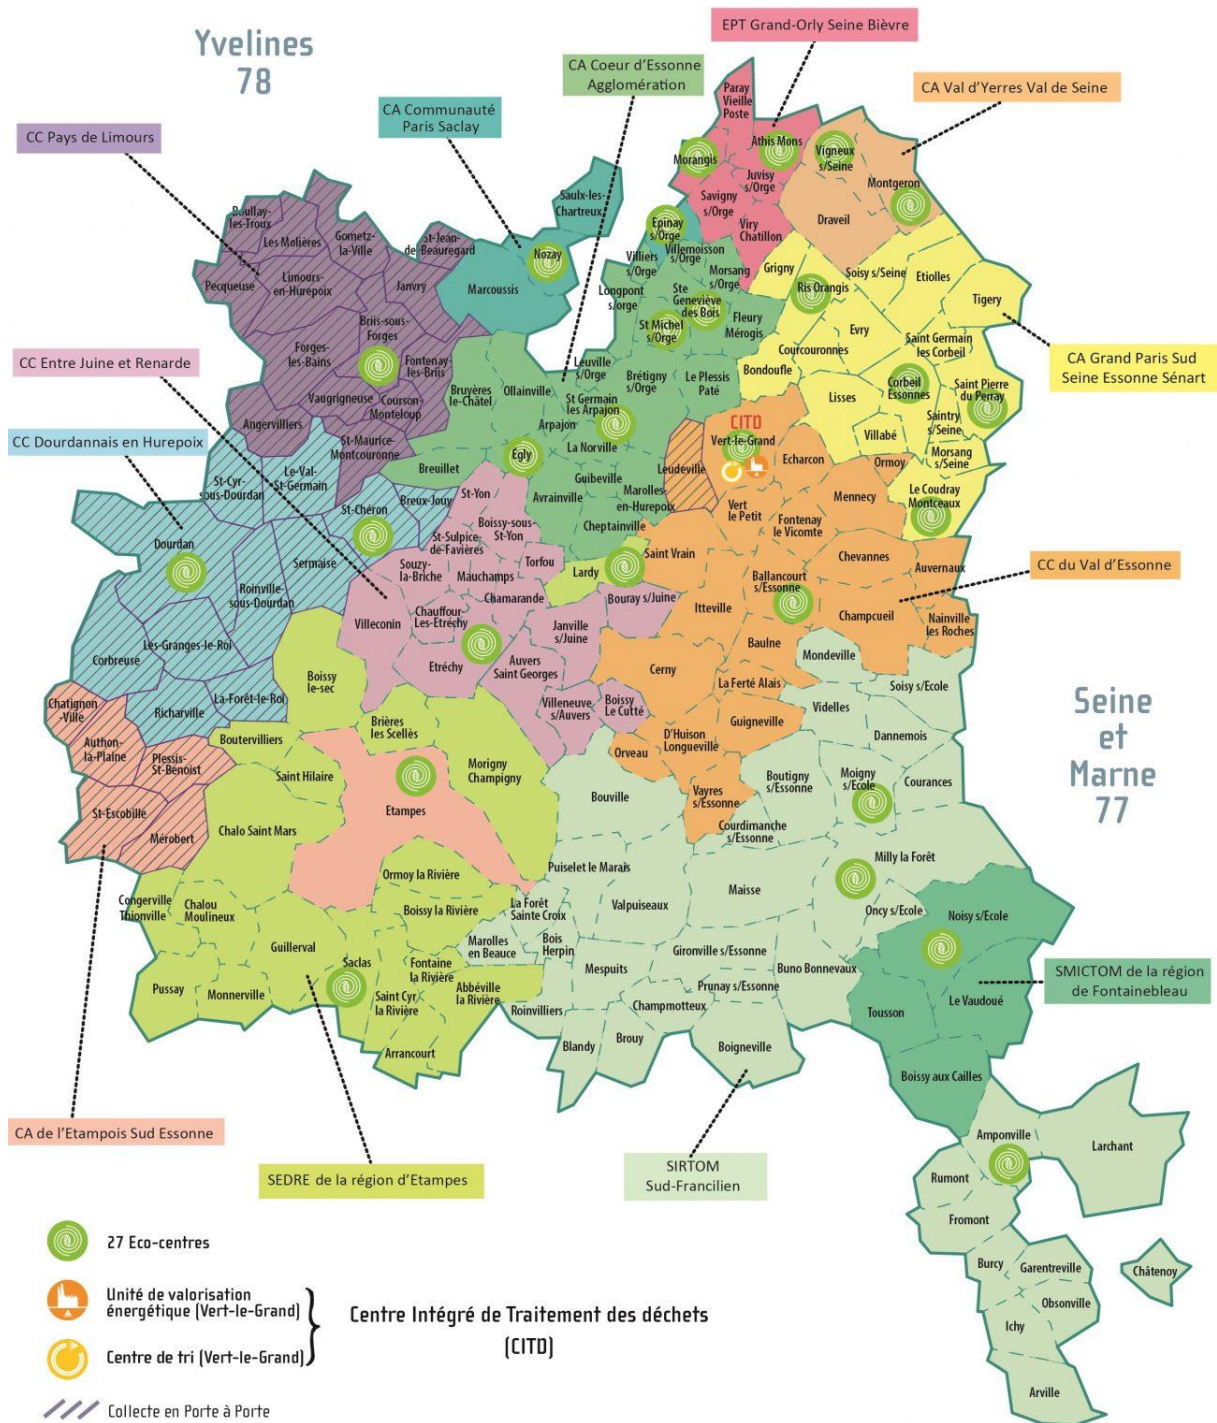 Yvelines
78
EPT Grand-Orly Seine Bièvre
CA Coeur d'Essonne
Agglomération
CA Val d'Yerres Val de Seine
CA Communauté
Paris Saclay
CC Pays de Limours
Paray
Vieille
Poste
Athis Mons
Morangis
Vigneux
s/Seine
Juvisy
s/Orge
Montgeron
Savigny
s/Orge
Draveil
Viry
Chatillon
Saulx-les-
Chartreux
Epinay
s/Orge
Nozay
Villemoisson
s/Orge
Villiers
s/Orge
Marcoussis
Boullay-
les-Troux
Les Molières
Gometz-
la-Ville
St-Jean-
de-Beauregard
Pecqueuse
Limours-
en-Hurepoix
Janvry
Morsang
s/Orge
Grigny
Soisy s/Seine
Etiolles
Longpont
s/orge
Ste
Geneviève
des Bois
Ris Orangis
Tigery
St Michel
s/Orge
Fleury
Mérogis
Evry
Saint Germain
les Corbeil
Briis-sous-
Forges
Forges-
les-Bains
Fontenay-
les-Briis
Courcouronnes
CC Entre Juine et Renarde
Leuville
s/Orge
Brétigny
s/Orge
Le Plessis
Paté
Bondoufle
CA Grand Paris Sud
Seine Essonne Sénart
Bruyères
le-Châtel
Ollainville
Corbeil
Essonnes
Saint Pierre
du Perray
Vaugrigneuse
Courson-
Monteloup
St Germain
les Arpajon
Lisses
Angervilliers
Arpajon
CITD
Saintry
s/Seine
CC Dourdannais en Hurepoix
St-Maurice-
Montcouronne
La Norville
Vert-le-Grand
Villabé
Egly
Echarcon
Morsang
s/Seine
Le-Val-
St-Germain
Breuillet
Leudeville
Ormoy
St-Cyr-
sous-Dourdan
Guibeville
Breux-Jouy
St-Yon
Avrainville
Marolles-
en-Hurepoix
Mennecy
Le Coudray
Montceaux
St-Chéron
Vert
le Petit
Boissy-sous-
St-Yon
Cheptainville
Fontenay
le Vicomte
Dourdan
St-Sulpice-
de-Favières
Saint Vrain
Chevannes
Sermaise
Souzy-
la-Briche
Torfou
Auvernaux
Mauchamps
Lardy
Ballancourt
s/Essonne
CC du Val d'Essonne
Roinville-
sous-Dourdan
Chamarande
Bouray s/Juine
Itteville
Champcueil
Chauffour-
Les-Etréchy
Villeconin
Janville
s/Juine
Nainville
les Roches
Les-Granges-le-Roi
Baulne
Mondeville
Corbreuse
Etréchy
Auvers
Saint Georges
Cerny
Boissy
le-sec
La Ferté Alais
Soisy s/Ecole
La-Forêt-le-Roi
Villeneuve
s/Auvers
Boissy
Le Cutté
Videlles
Chatignon
-Ville
Richarville
Guigneville
Seine
et
Marne
77
Brières
les Scellès
Dannemois
Authon-
la-Plaine
Boutervilliers
Orveau
D'Huison
Longueville
Plessis-
St-Benoist
Saint Hilaire
Morigny
Champigny
Boutigny
s/Essonne
Moigny
s/Ecole
Courances
Vayres
s/Essonne
Bouville
St-Escobille
Etampes
Mérobert
Chalo Saint Mars
Courdimanche
s/Essonne
Ormoy la Rivière
Puiselet le Marais
Milly la Forêt
Maisse
Congerville
Thionville
Chalou
Moulineux
Boissy la Rivière
La Forêt
Sainte Croix
Valpuiseaux
Oncy s/Ecole
Noisy s/Ecole
Guillerval
Marolles
en Beauce
Bois
Herpin
Gironville s/Essonne
Saclas
Fontaine
la Rivière
Mespuits
Buno Bonnevaux
SMICTOM de la région
de Fontainebleau
Pussay
Monnerville
Abbéville
la Rivière
Prunay s/Essonne
Saint Cyr
la Rivière
Roinvilliers
Champmotteux
Tousson
Le Vaudoué
Arrancourt
Blandy
Brouy
Boigneville
Boissy aux Cailles
CA de l'Etampois Sud Essonne
Amponville
Larchant
SEDRE de la région d'Etampes
SIRTOM
Sud-Francilien
Rumont
Fromont
Burcy
Garentreville
Châtenoy
Obsonville
Ichy
Arville
27 Eco-centres
Unité de valorisation
énergétique (Vert-le-Grand)
Centre de tri (Vert-le-Grand)
Centre Intégré de Traitement des déchets
(CITD)
Collecte en Porte à Porte